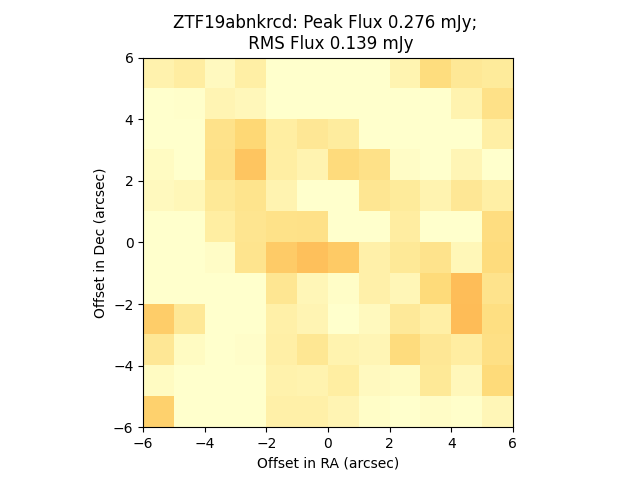 ZTF19abnkrcd: Peak Flux 0.276 mJy;
RMS Flux 0.139 mJy
6
4
2
0
−2
−4
−6
Offset in Dec (arcsec)
−6 −4 −2 0 2 4 6
Offset in RA (arcsec)